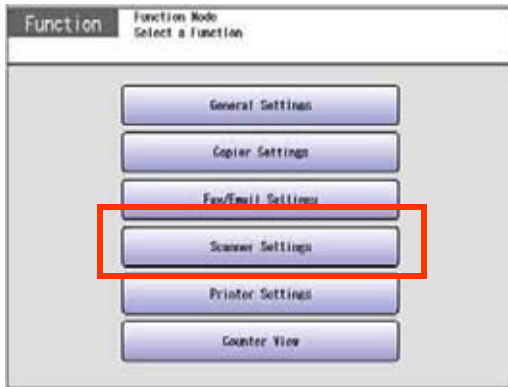 Function
Function Mode
Select a Function
General Settings
Copier Settings
Fax/Email Settings
Scanner Settings
Printer Settings
Counter View